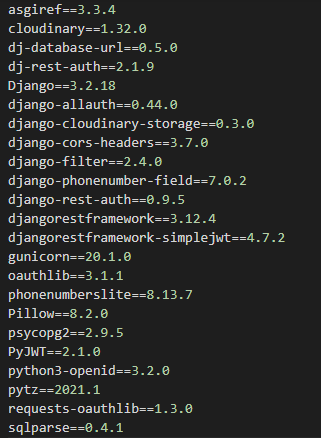 asgiref==3.3.4
cloudinary==1.32.0
dj-database-url==0.5.0
dj-rest-auth==2.1.9
Django==3.2.18
django-allauth==0.44.0
django-cloudinary-storage==0.3.0
django-cors-headers==3.7.0
django-filter==2.4.0
django-phonenumber-field==7.0.2
django-rest-auth==0.9.5
djangorestframework==3.12.4
djangorestframework-simplejwt==4.7.2
gunicorn==20.1.0
oauthlib==3.1.1
phonenumberslite==8.13.7
Pillow==8.2.0
psycopg2==2.9.5
PyJWT==2.1.0
python3-openid==3.2.0
pytz==2021.1
requests-oauthlib==1.3.0
sqlparse==0.4.1